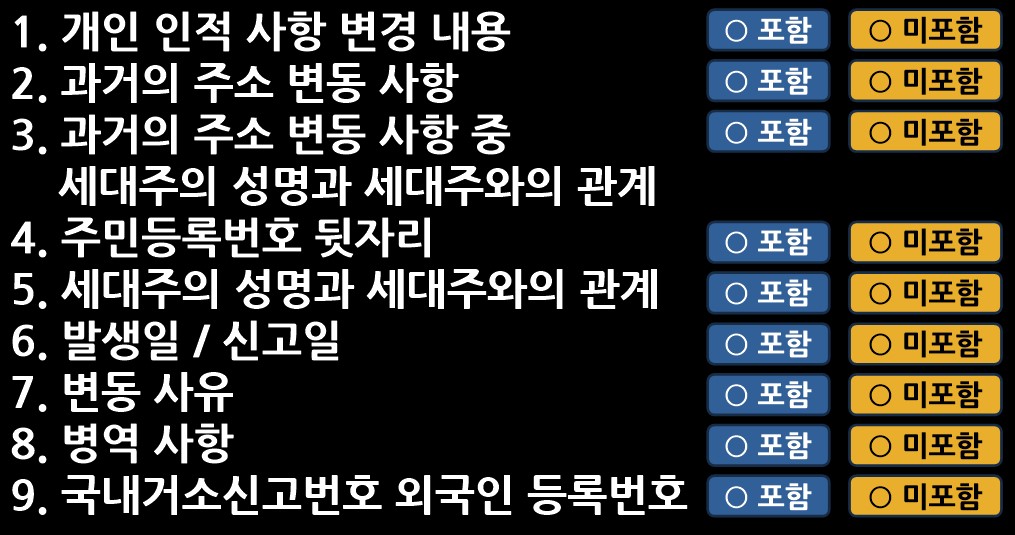 1. 개인 인적 사항 변경 내용 ○ 포함 ○ 미포함
2. 과거의 주소 변동 사항 ○ 포함 ○ 미포함
3. 과거의 주소 변동 사항 중 ○ 포함 ○ 미포함
세대주의 성명과 세대주와의 관계
4. 주민등록번호 뒷자리 ○ 포함 ○ 미포함
5. 세대주의 성명과 세대주와의 관계 ○ 포함 ○ 미포함
6. 발생일 / 신고일 ○ 포함 ○ 미포함
7. 변동 사유 ○ 포함 ○ 미포함
8. 병역 사항 ○ 포함 ○ 미포함
9. 국내거소신고번호 외국인 등록번호 ○ 포함 ○ 미포함